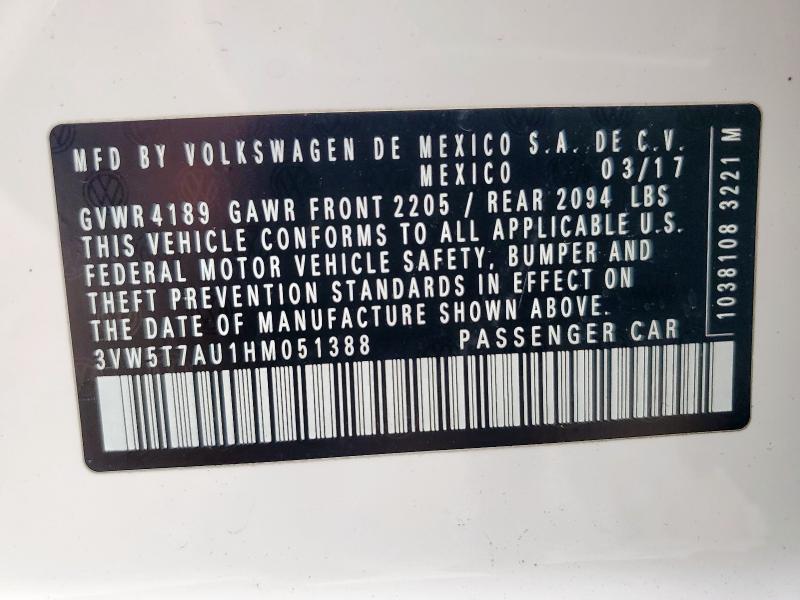 MFD BY VOLKSWAGEN DE MEXICO S.A. DE C.V.
MEXICO 03/17
GVWR 4189 GAWR FRONT 2205 / REAR 2094 LBS
THIS VEHICLE CONFORMS TO ALL APPLICABLE U.S.
FEDERAL MOTOR VEHICLE SAFETY, BUMPER AND
THEFT PREVENTION STANDARDS IN EFFECT ON
THE DATE OF MANUFACTURE SHOWN ABOVE.
3VW5T7AU1HM051388 PASSENGER CAR
1038108 3221 M